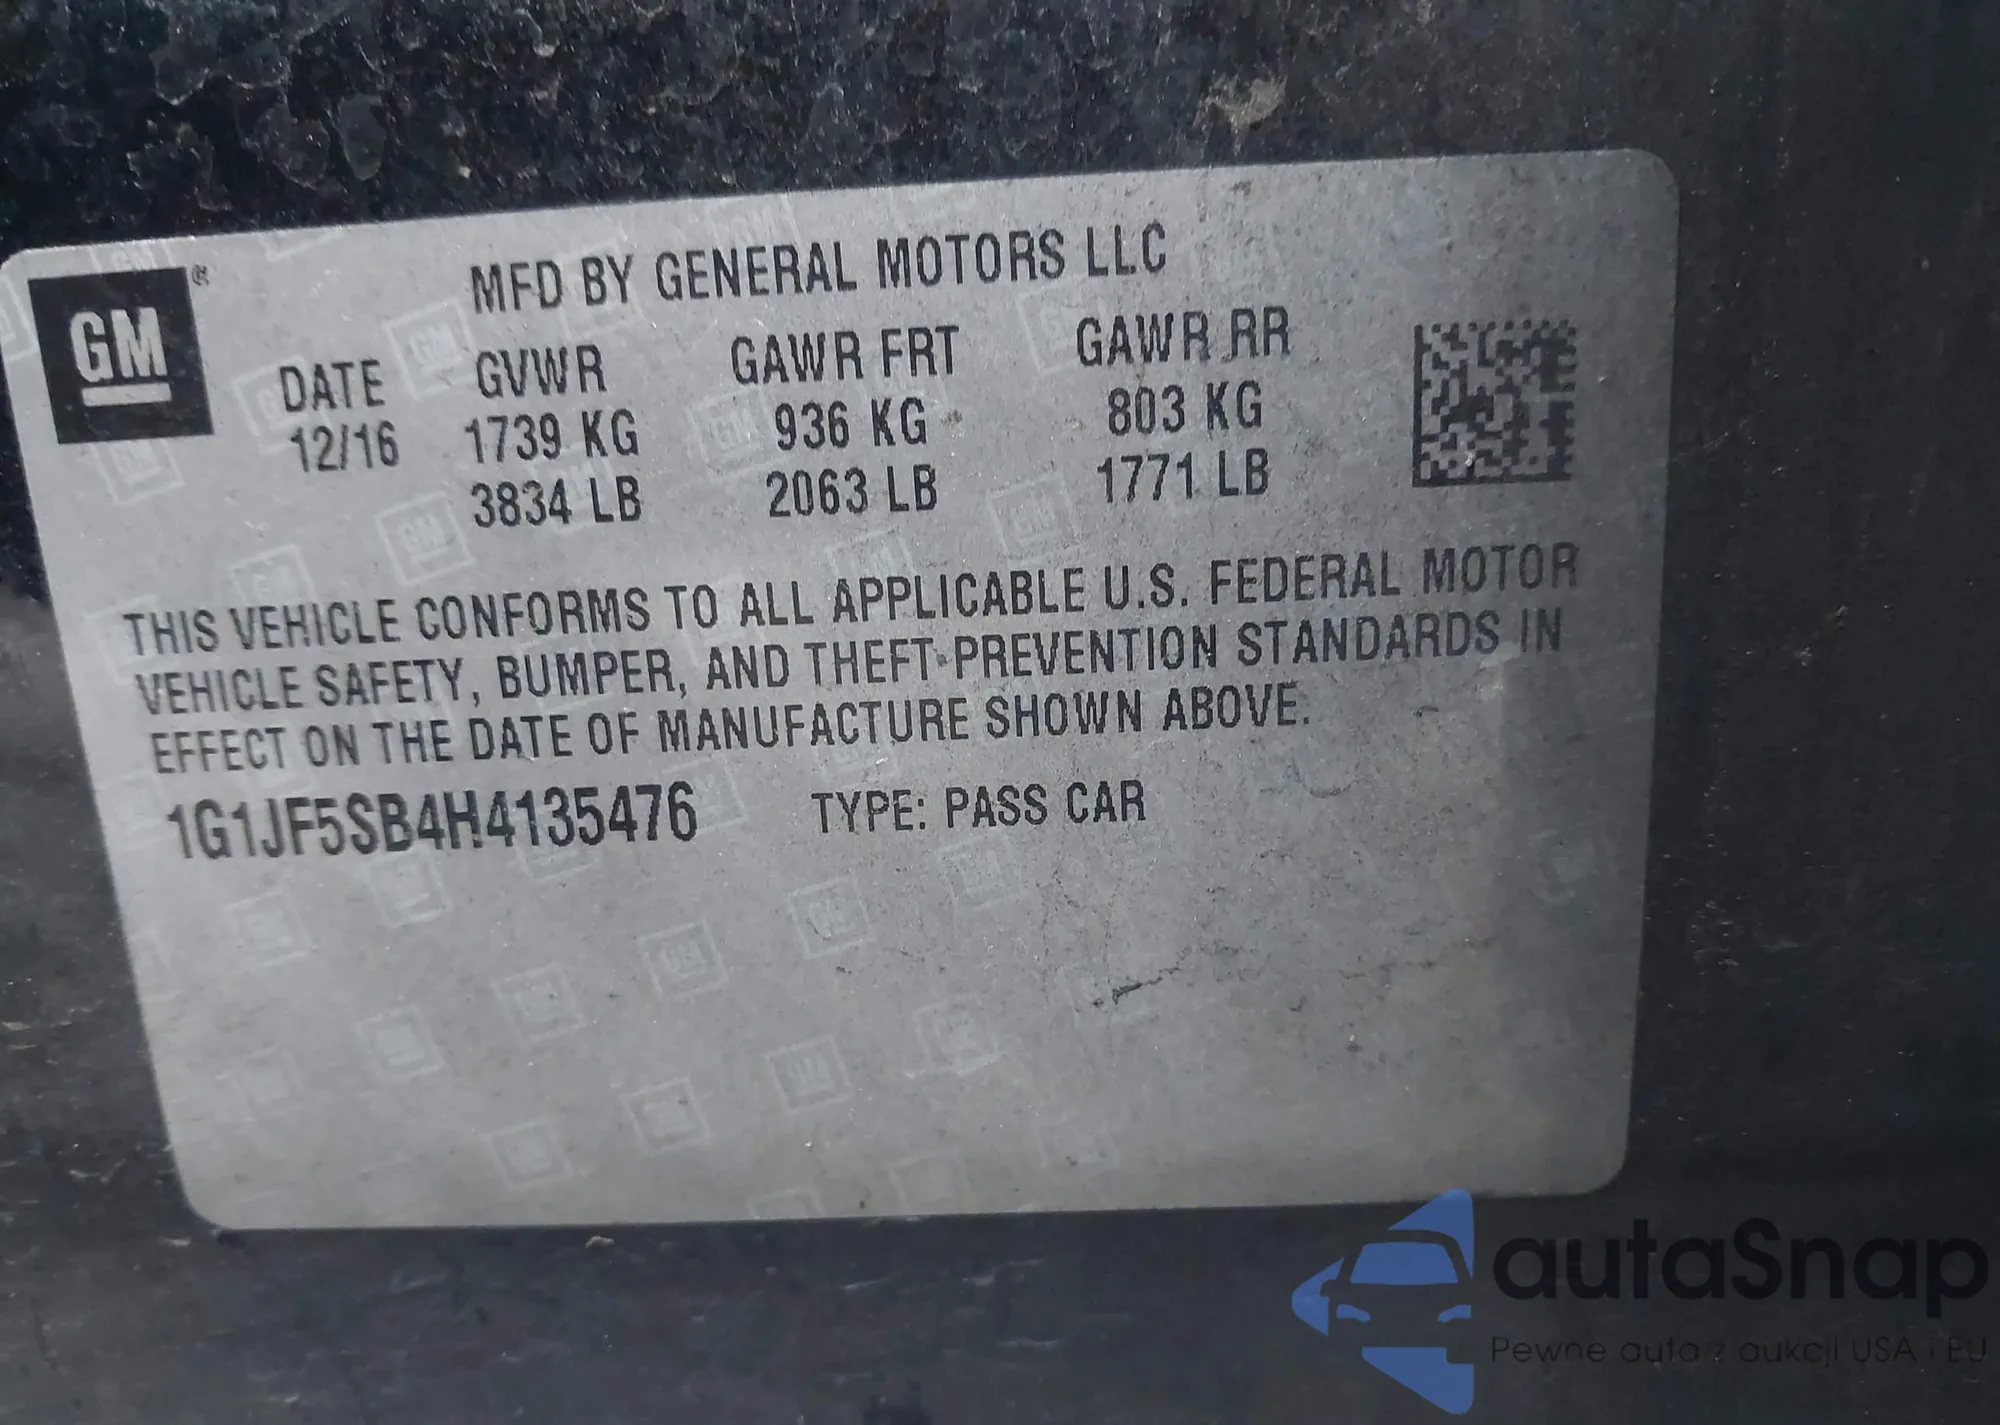 GM ®
MFD BY GENERAL MOTORS LLC
DATE GVWR GAWR FRT GAWR RR
12/16 1739 KG 936 KG 803 KG
3834 LB 2063 LB 1771 LB
THIS VEHICLE CONFORMS TO ALL APPLICABLE U.S. FEDERAL MOTOR
VEHICLE SAFETY, BUMPER, AND THEFT PREVENTION STANDARDS IN
EFFECT ON THE DATE OF MANUFACTURE SHOWN ABOVE.
1G1JF5SB4H4135476 TYPE: PASS CAR
autaSnap
Pewne auta z aukcji USA i EU